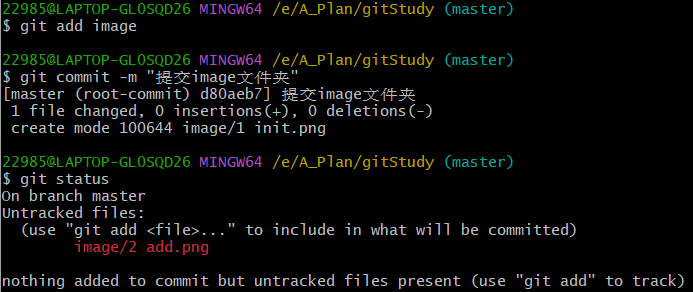 22985@LAPTOP-GLOSQD26 MINGW64 /e/A_Plan/gitStudy (master)
$ git add image
22985@LAPTOP-GLOSQD26 MINGW64 /e/A_Plan/gitStudy (master)
$ git commit -m "提交image文件夹"
[master (root-commit) d80aeb7] 提交image文件夹
 1 file changed, 0 insertions(+), 0 deletions(-)
 create mode 100644 image/1 init.png
22985@LAPTOP-GLOSQD26 MINGW64 /e/A_Plan/gitStudy (master)
$ git status
On branch master
Untracked files:
  (use "git add <file>..." to include in what will be committed)
        image/2 add.png
nothing added to commit but untracked files present (use "git add" to track)